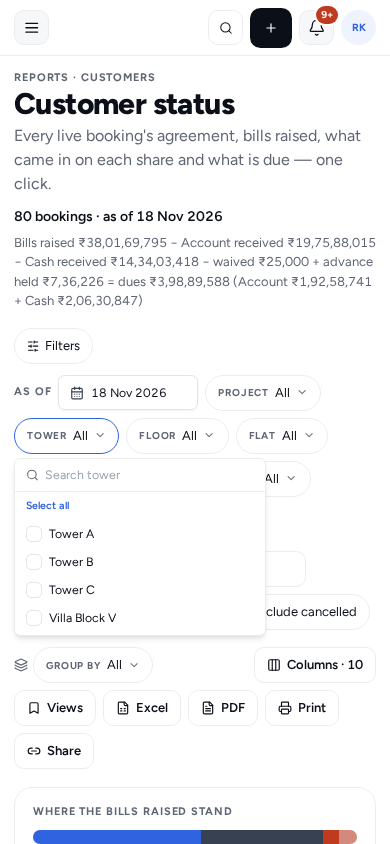 9+
RK
REPORTS · CUSTOMERS
Customer status
Every live booking's agreement, bills raised, what
came in on each share and what is due — one
click.
80 bookings · as of 18 Nov 2026
Bills raised ₹38,01,69,795 − Account received ₹19,75,88,015
− Cash received ₹14,34,03,418 − waived ₹25,000 + advance
held ₹7,36,226 = dues ₹3,98,89,588 (Account ₹1,92,58,741
+ Cash ₹2,06,30,847)
Filters
AS OF 18 Nov 2026 PROJECT All
TOWER All FLOOR All FLAT All
Search tower All
Select all
Tower A
Tower B
Tower C
Villa Block V clude cancelled
GROUP BY All Columns · 10
Views Excel PDF Print
Share
WHERE THE BILLS RAISED STAND